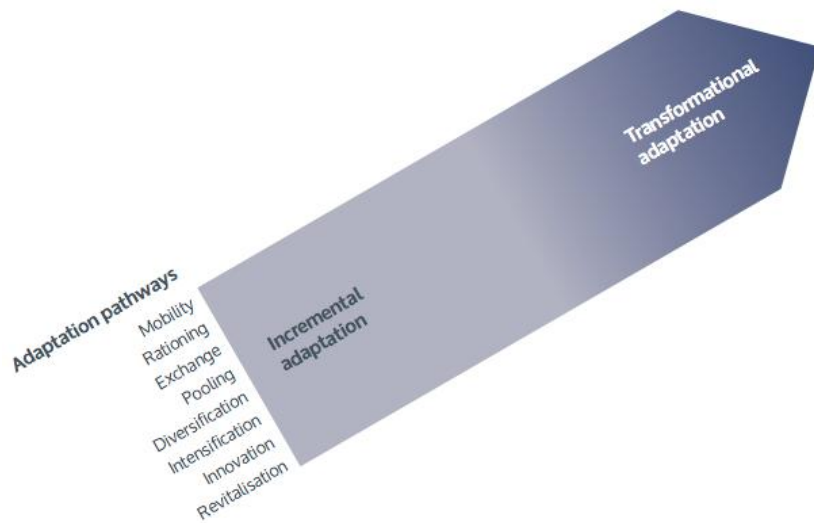 Adaptation pathways
Mobility
Rationing
Exchange
Pooling
Diversification
Intensification
Innovation
Revitalisation
Incremental
adaptation
Transformational
adaptation